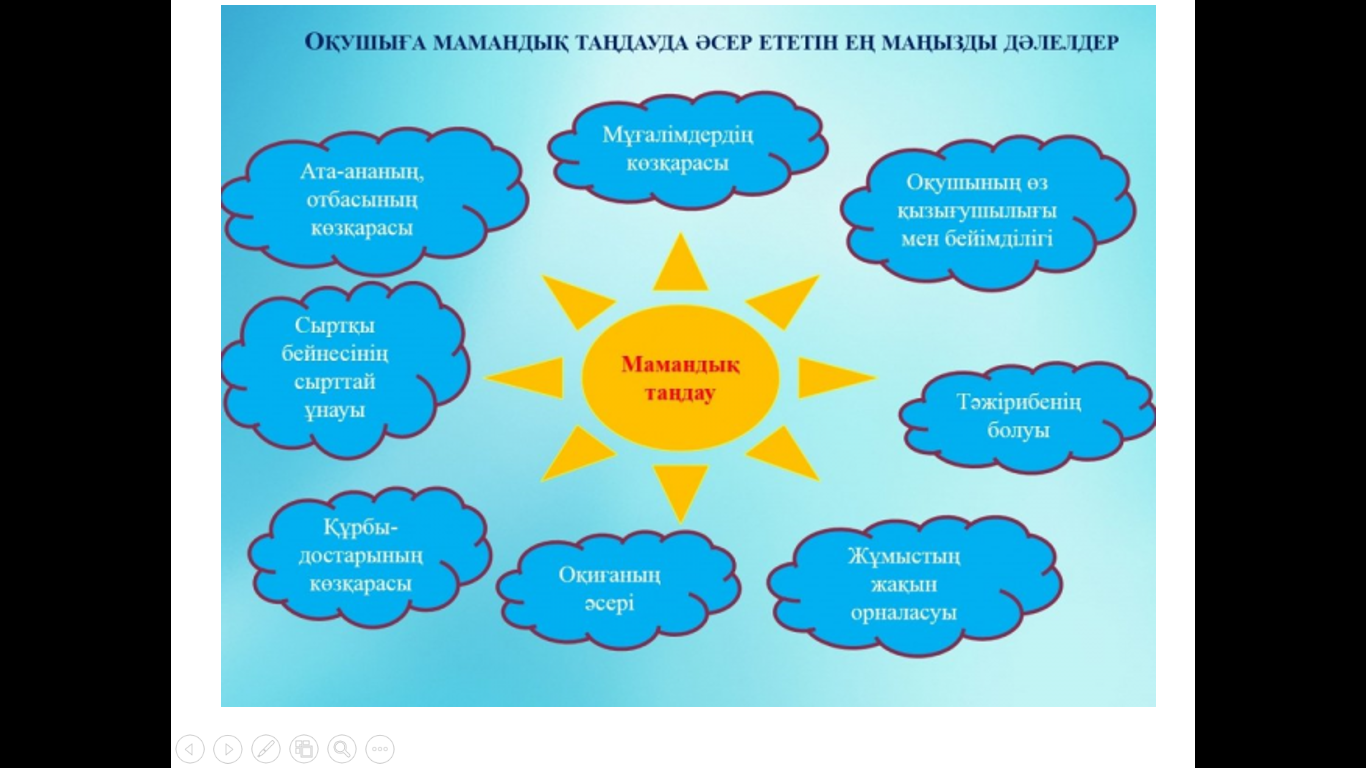 ОҚУШЫҒА МАМАНДЫҚ ТАҢДАУДА ӘСЕР ЕТЕТІН ЕҢ МАҢЫЗДЫ ДӘЛЕЛДЕР
Мұғалімдердің
көзқарасы
Ата-ананың,
отбасының
көзқарасы
Оқушының өз
қызығушылығы
мен бейімділігі
Сыртқы
бейнесінің
сырттай
ұнауы
Мамандық
таңдау
Тәжірибенің
болуы
Құрбы-
достарының
көзқарасы
Оқиғаның
әсері
Жұмыстың
жақын
орналасуы